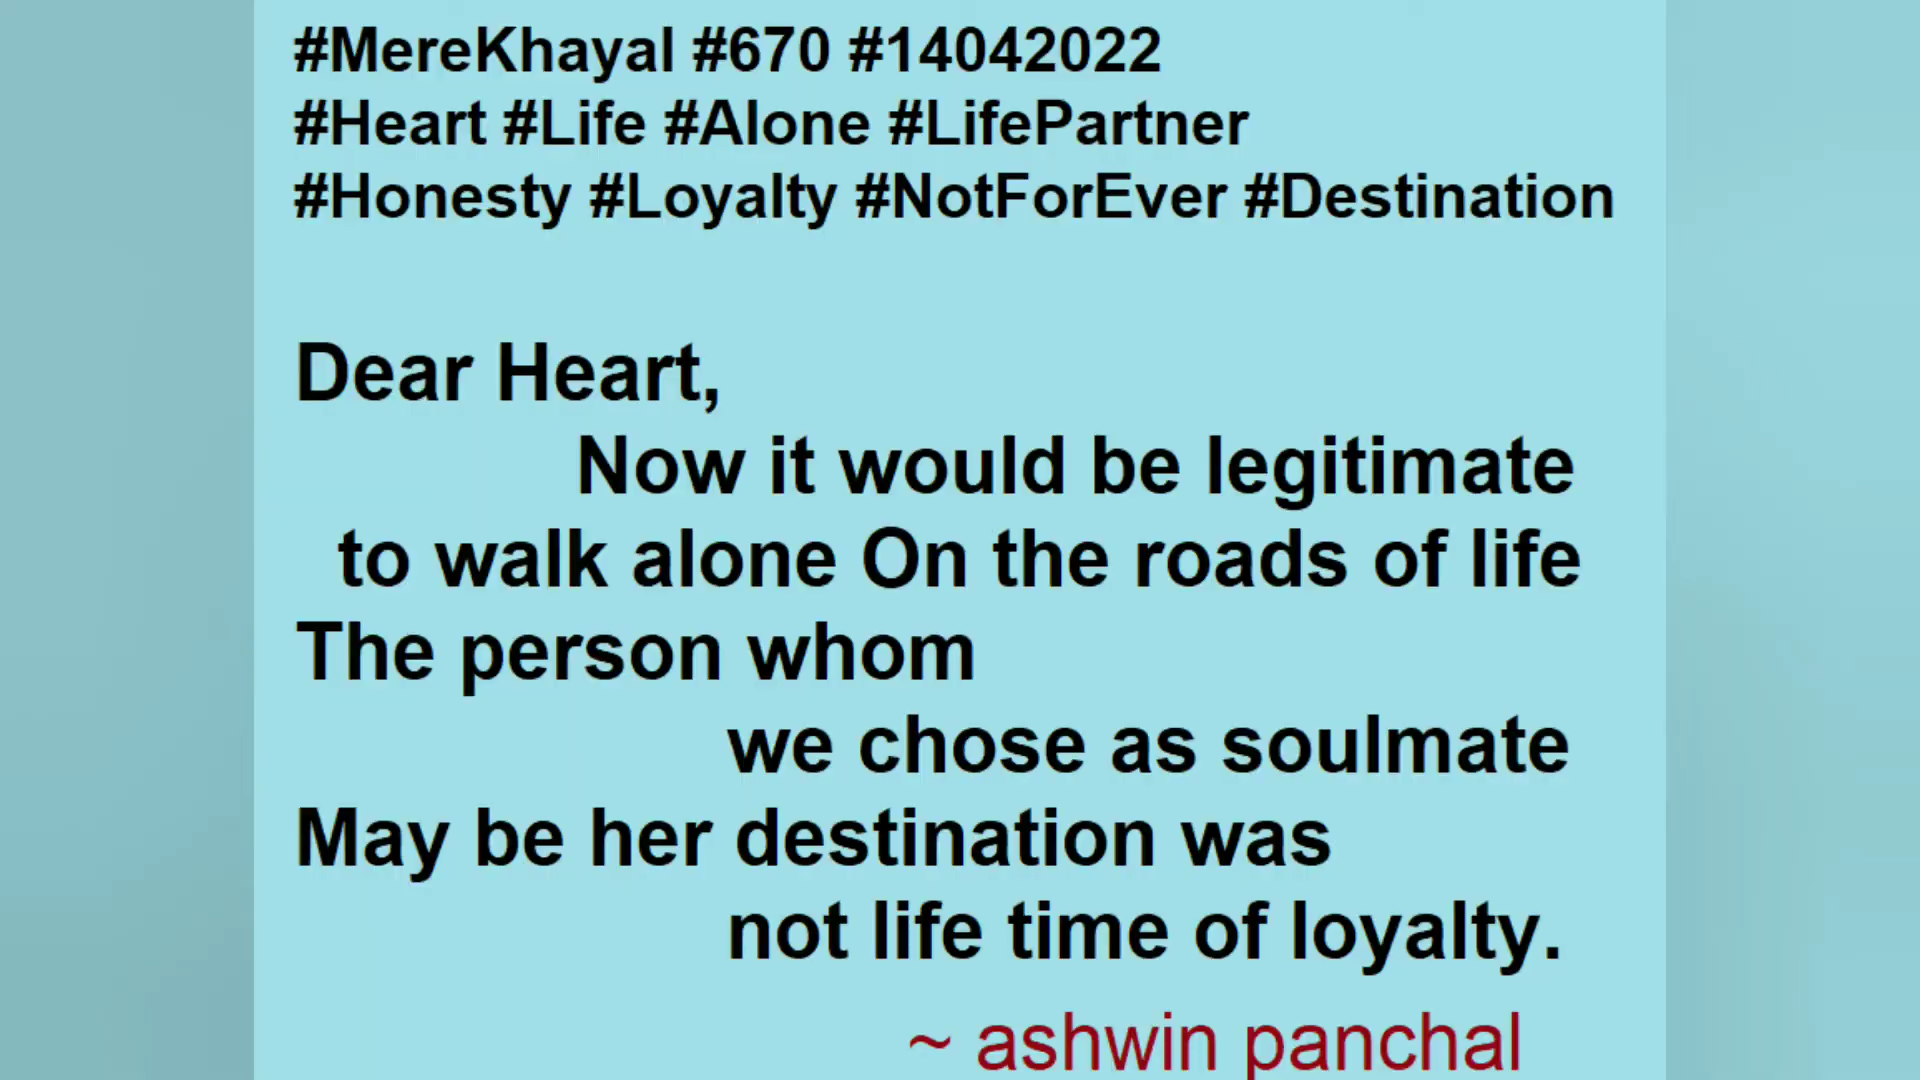 #MereKhayal #670 #14042022
#Heart #Life #Alone #LifePartner
#Honesty #Loyalty #NotForEver #Destination
Dear Heart,
Now it would be legitimate
to walk alone On the roads of life
The person whom
we chose as soulmate
May be her destination was
not life time of loyalty.
~ ashwin panchal